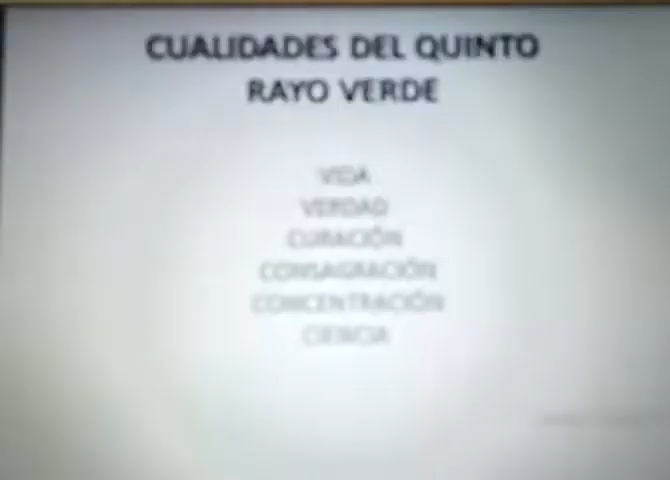 CUALIDADES DEL QUINTO
RAYO VERDE
VIDA
VERDAD
CURACIÓN
CONSAGRACIÓN
CONCENTRACIÓN
CIENCIA